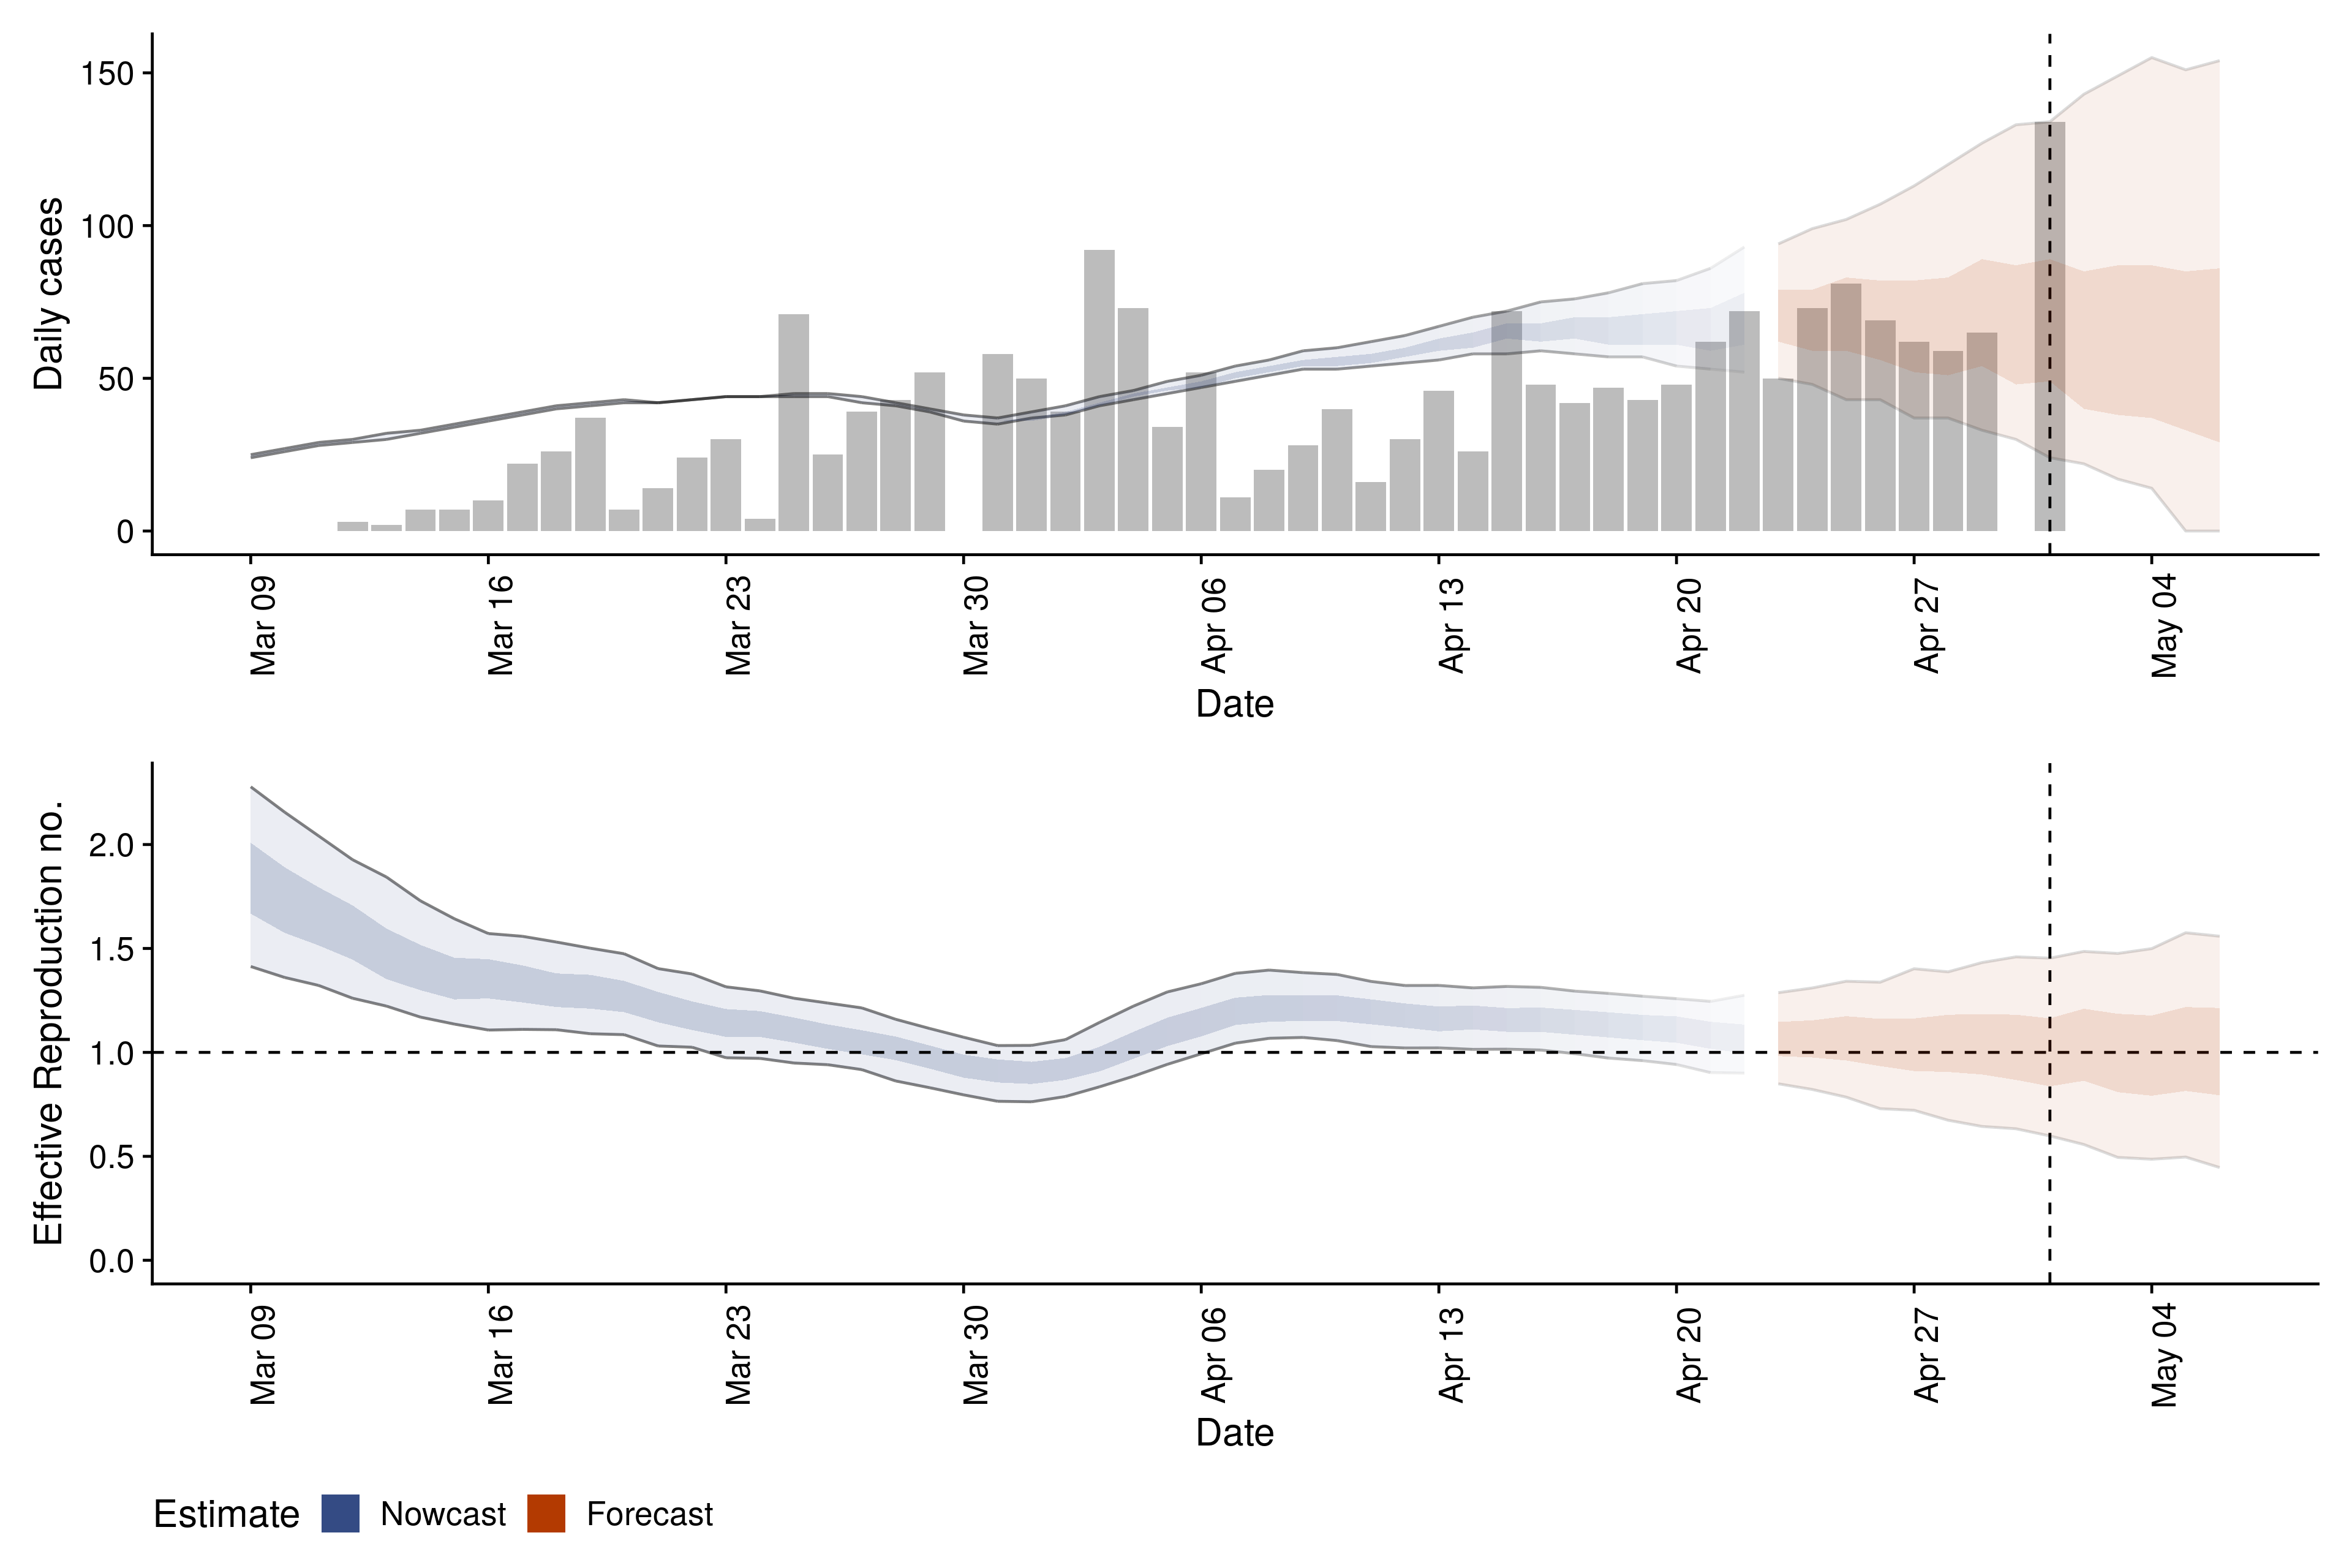 Daily cases
150
100
50
0
Mar 09
Mar 16
Mar 23
Mar 30
Apr 06
Apr 13
Apr 20
Apr 27
May 04
Date
Effective Reproduction no.
2.0
1.5
1.0
0.5
0.0
Mar 09
Mar 16
Mar 23
Mar 30
Apr 06
Apr 13
Apr 20
Apr 27
May 04
Date
Estimate Nowcast Forecast